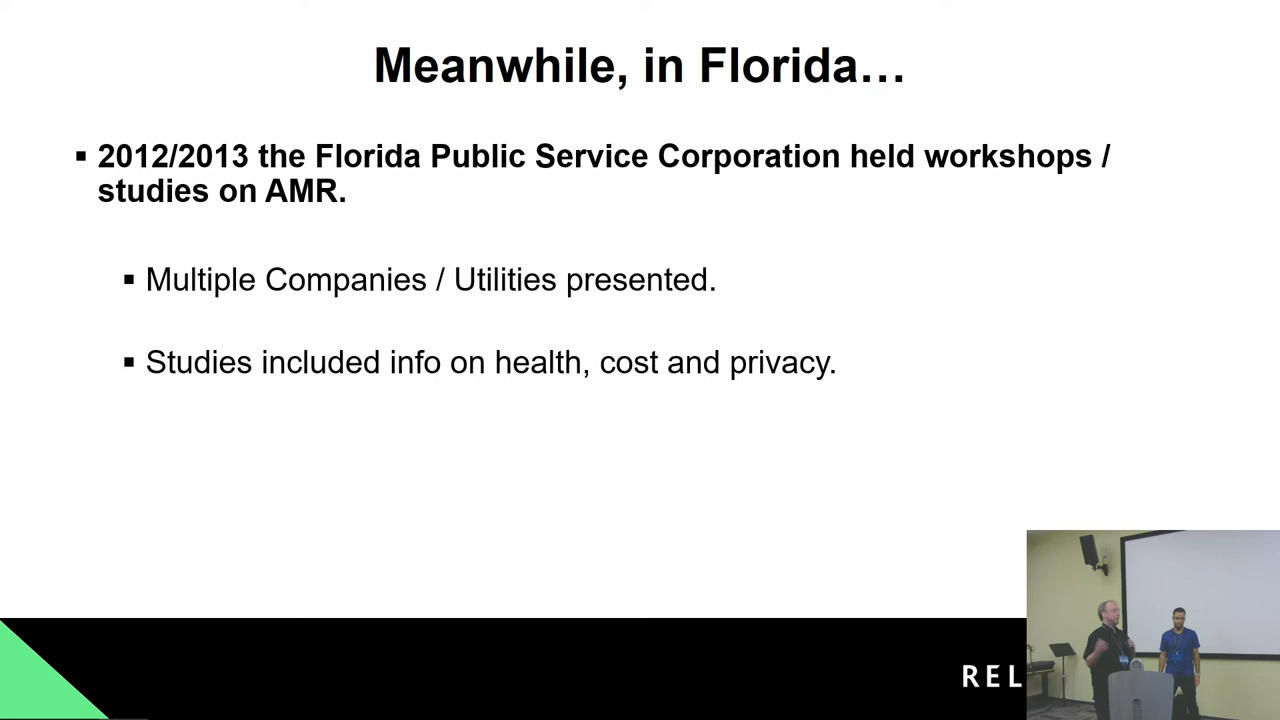 Meanwhile, in Florida…
▪ 2012/2013 the Florida Public Service Corporation held workshops /
studies on AMR.
▪ Multiple Companies / Utilities presented.
▪ Studies included info on health, cost and privacy.
REL